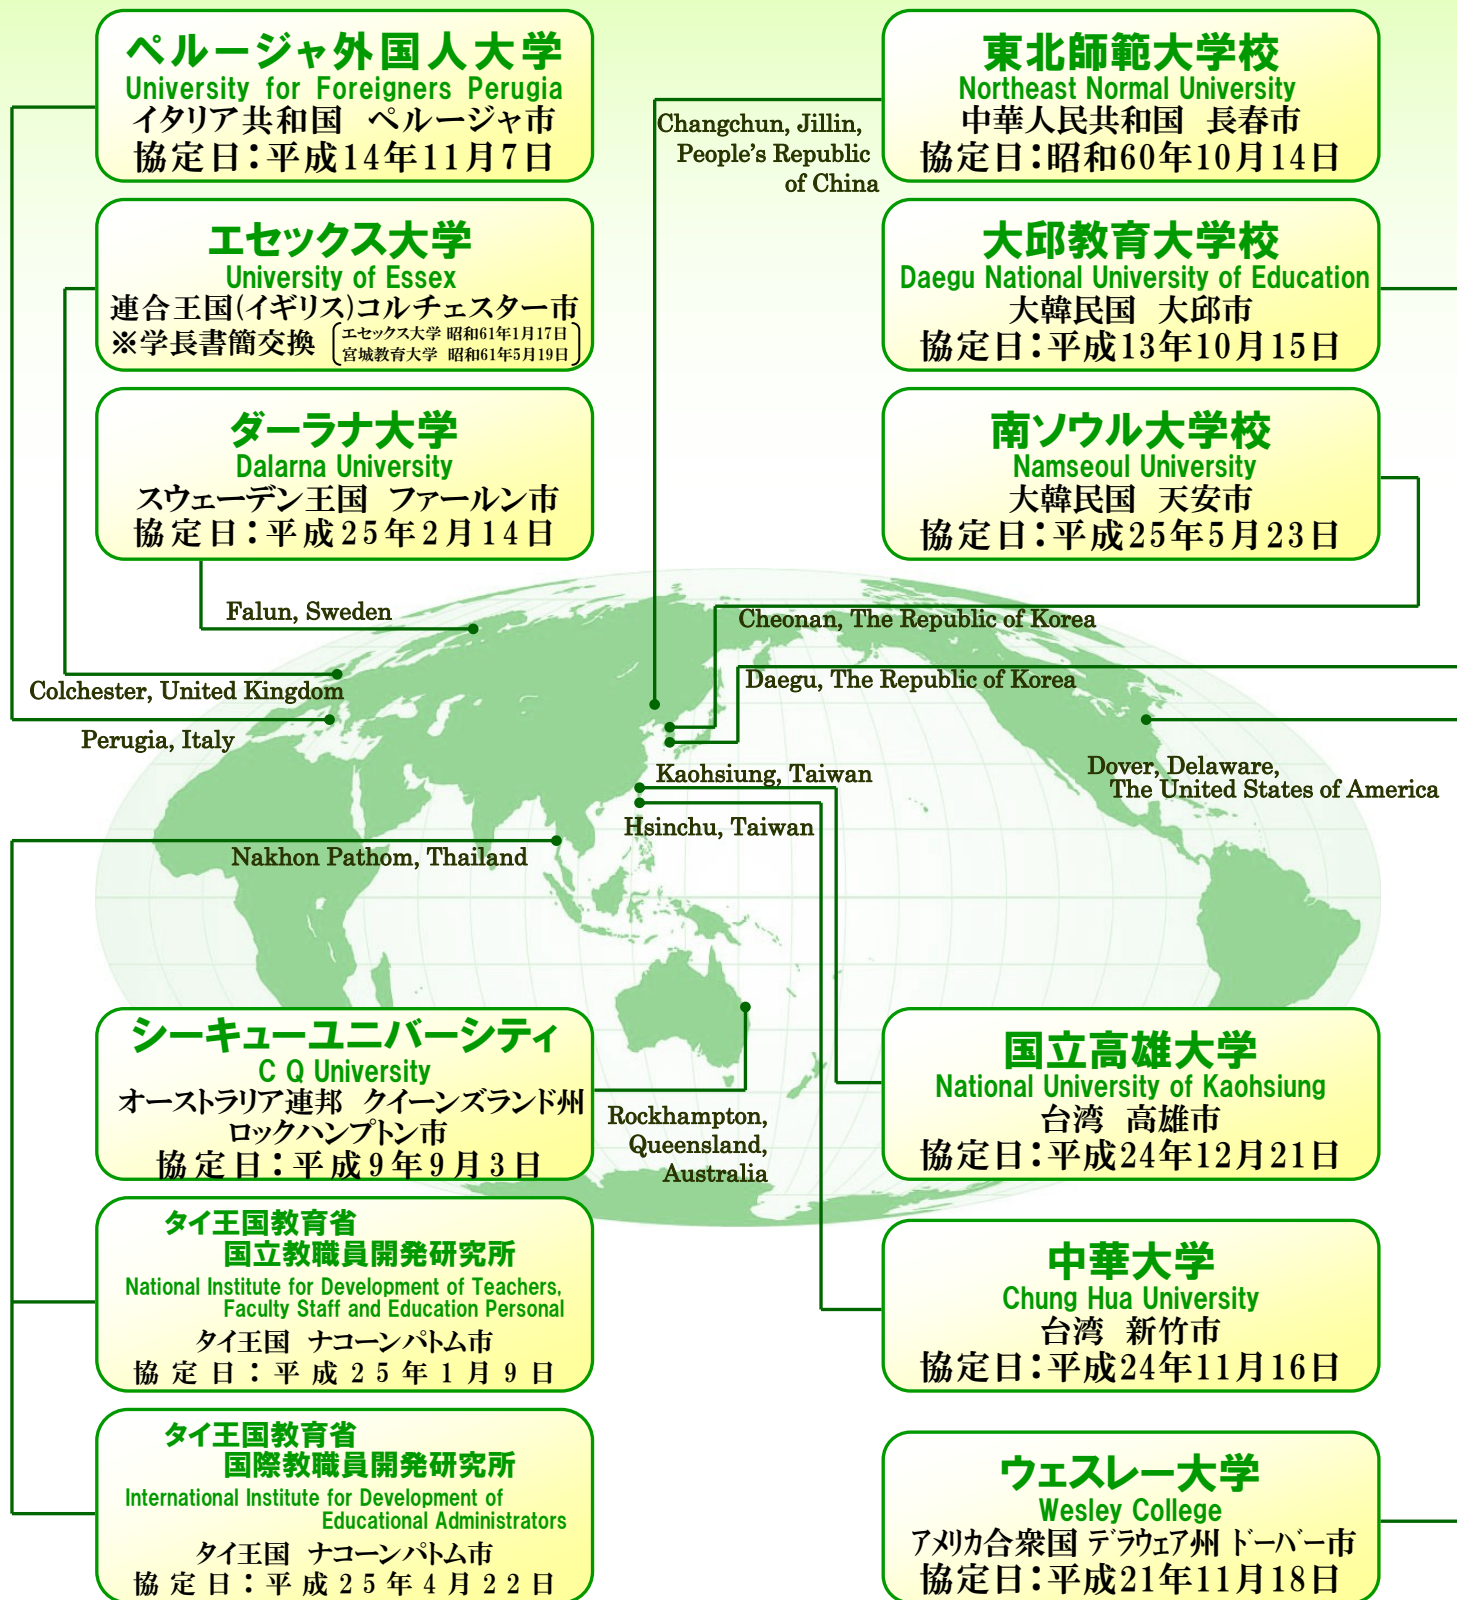 ペルージャ外国人大学
University for Foreigners Perugia
イタリア共和国 ペルージャ市
協定日：平成14年11月7日
エセックス大学
University of Essex
連合王国(イギリス)コルチェスター市
※学長書簡交換
エセックス大学 昭和61年1月17日
宮城教育大学 昭和61年5月19日
ダーラナ大学
Dalarna University
スウェーデン王国 ファールン市
協定日：平成25年2月14日
東北師範大学校
Northeast Normal University
中華人民共和国 長春市
協定日：昭和60年10月14日
大邱教育大学校
Daegu National University of Education
大韓民国 大邱市
協定日：平成13年10月15日
南ソウル大学校
Namseoul University
大韓民国 天安市
協定日：平成25年5月23日
Changchun, Jillin,
People's Republic
of China
Falun, Sweden
Cheonan, The Republic of Korea
Colchester, United Kingdom
Daegu, The Republic of Korea
Perugia, Italy
Kaohsiung, Taiwan
Dover, Delaware,
The United States of America
Hsinchu, Taiwan
Nakhon Pathom, Thailand
Rockhampton,
Queensland,
Australia
シーキューユニバーシティ
C Q University
オーストラリア連邦 クイーンズランド州
ロックハンプトン市
協定日：平成9年9月3日
タイ王国教育省
国立教職員開発研究所
National Institute for Development of Teachers,
Faculty Staff and Education Personal
タイ王国 ナコーンパトム市
協定日：平成25年1月9日
タイ王国教育省
国際教職員開発研究所
International Institute for Development of
Educational Administrators
タイ王国 ナコーンパトム市
協定日：平成25年4月22日
国立高雄大学
National University of Kaohsiung
台湾 高雄市
協定日：平成24年12月21日
中華大学
Chung Hua University
台湾 新竹市
協定日：平成24年11月16日
ウェスレー大学
Wesley College
アメリカ合衆国 デラウェア州 ドーバー市
協定日：平成21年11月18日